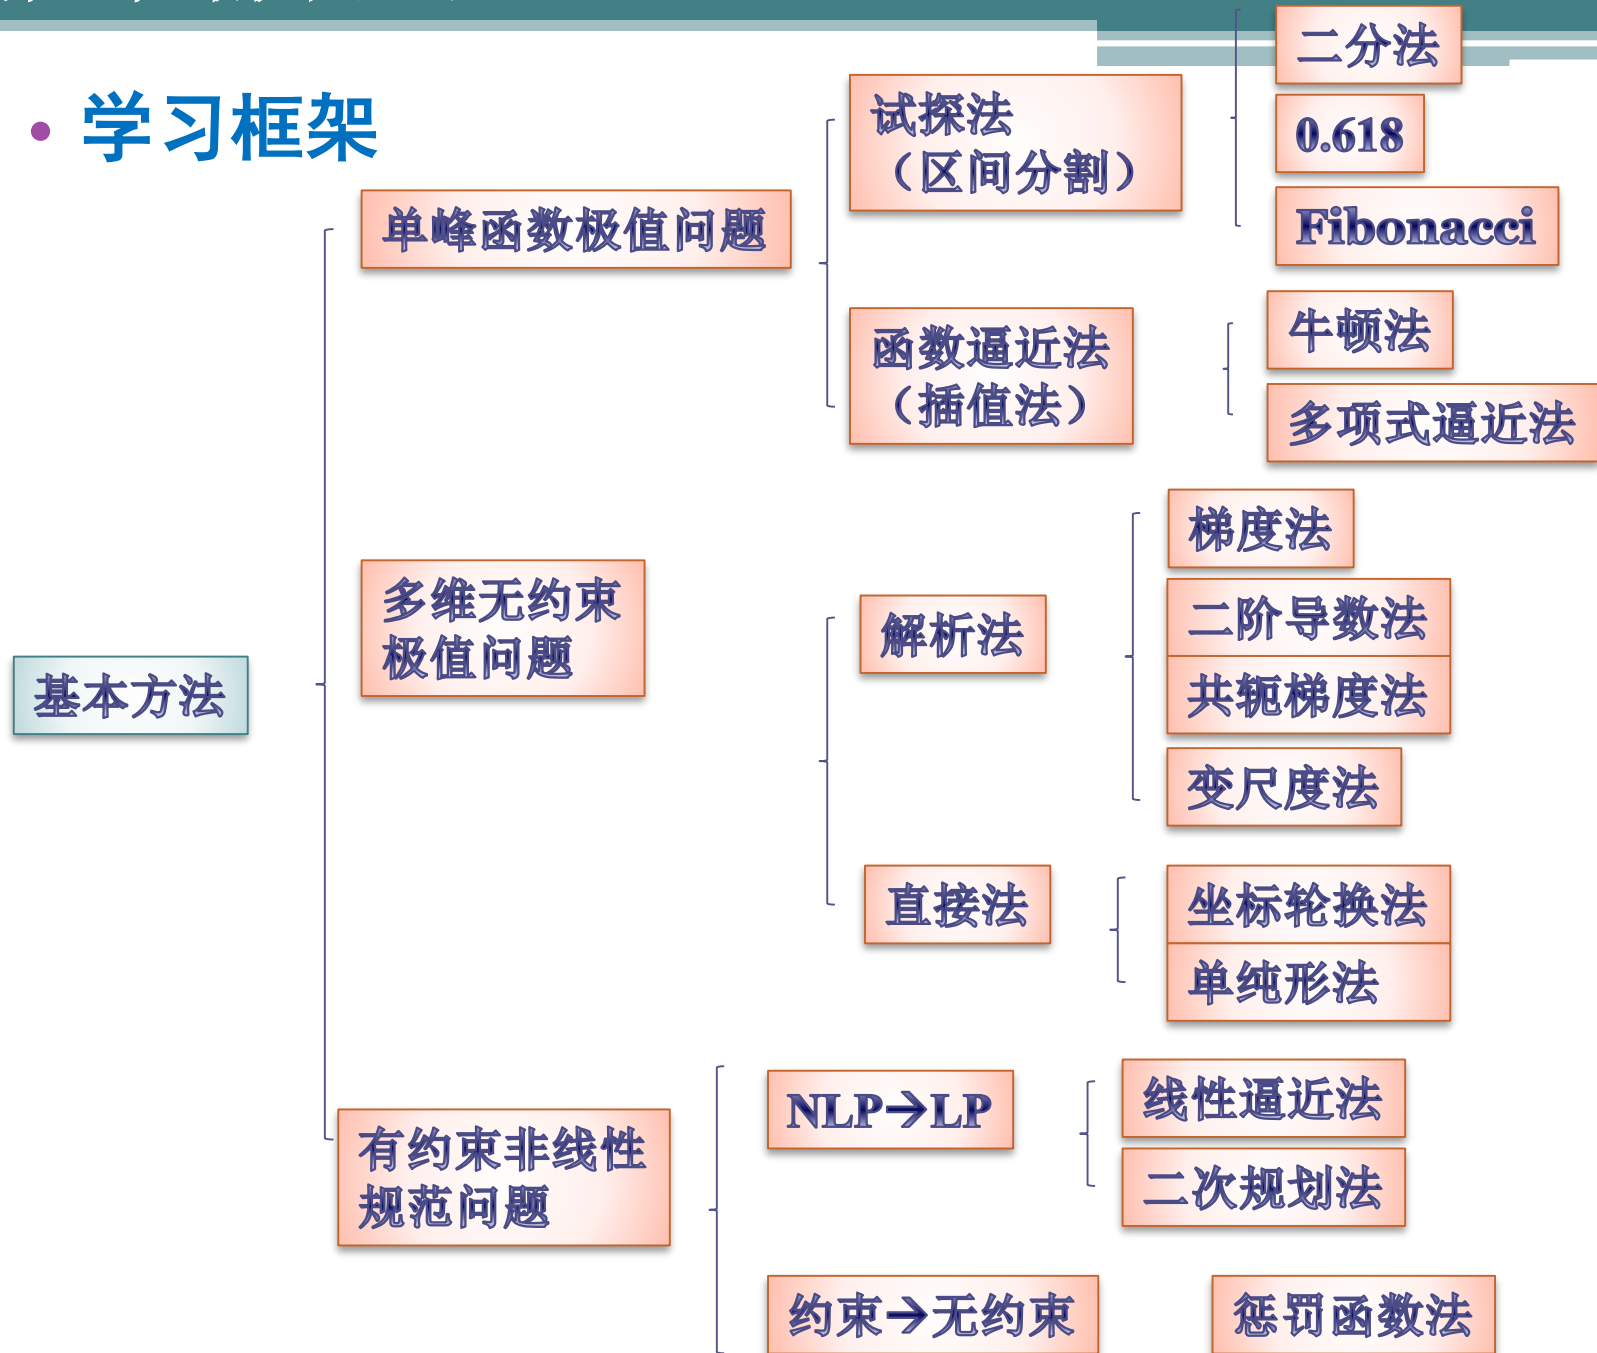 学习框架
二分法
试探法
（区间分割）
0.618
Fibonacci
单峰函数极值问题
函数逼近法
（插值法）
牛顿法
多项式逼近法
梯度法
多维无约束
极值问题
解析法
二阶导数法
共轭梯度法
基本方法
变尺度法
直接法
坐标轮换法
单纯形法
NLP→LP
线性逼近法
有约束非线性
规范问题
二次规划法
约束→无约束
惩罚函数法